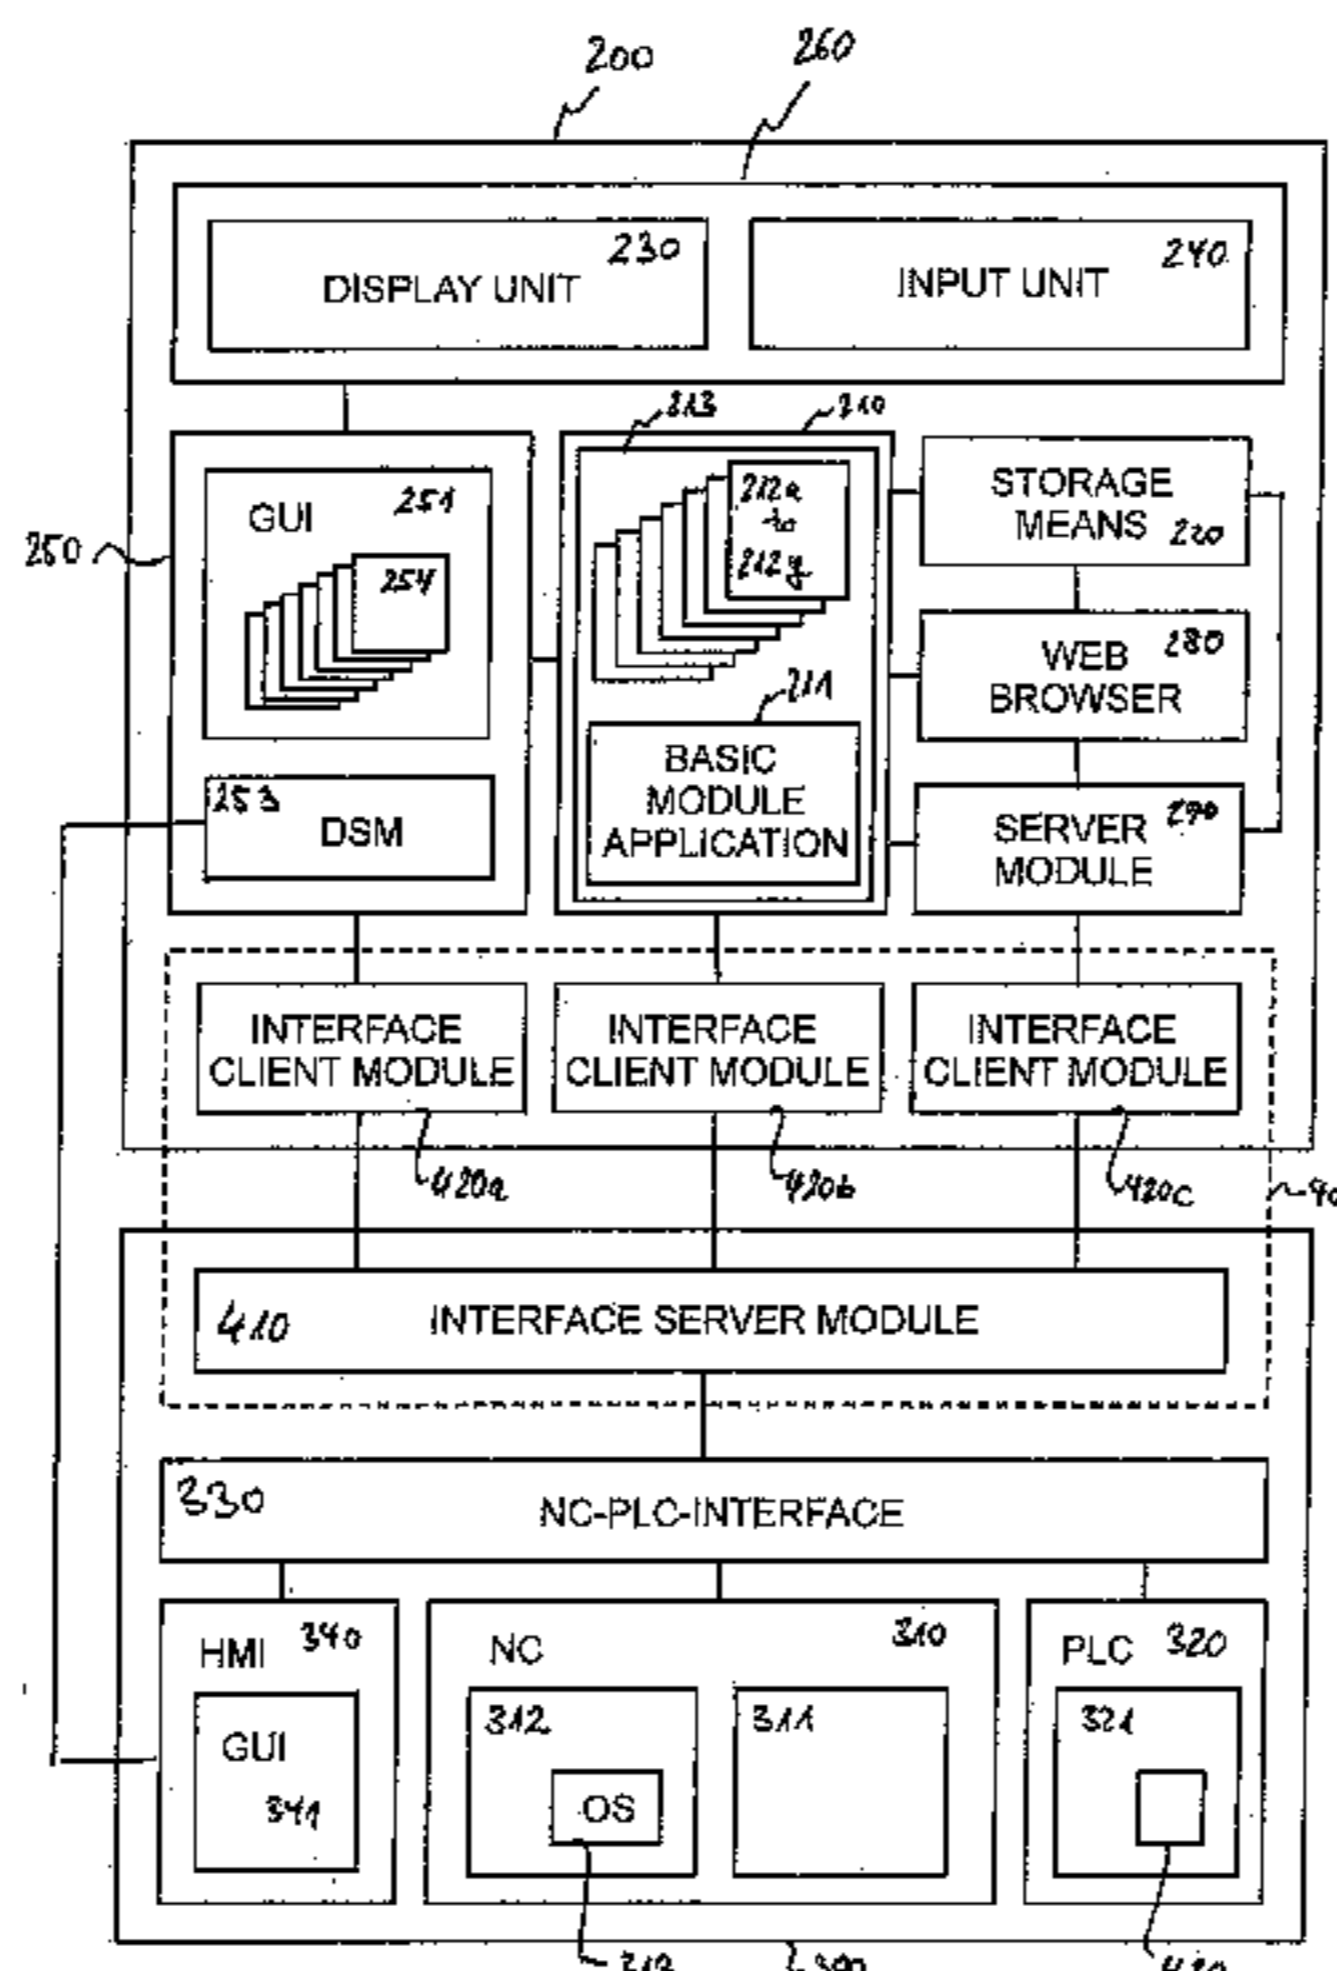 200
260
DISPLAY UNIT
230
INPUT UNIT
240
213
210
GUI
251
254
250
212a
to
212g
STORAGE
MEANS
220
211
BASIC
MODULE
APPLICATION
WEB
BROWSER
280
253
DSM
SERVER
MODULE
290
INTERFACE
CLIENT MODULE
INTERFACE
CLIENT MODULE
INTERFACE
CLIENT MODULE
420a
420b
420c
410
INTERFACE SERVER MODULE
330
NC-PLC-INTERFACE
HMI
340
GUI
341
NC
310
312
OS
311
PLC
320
321